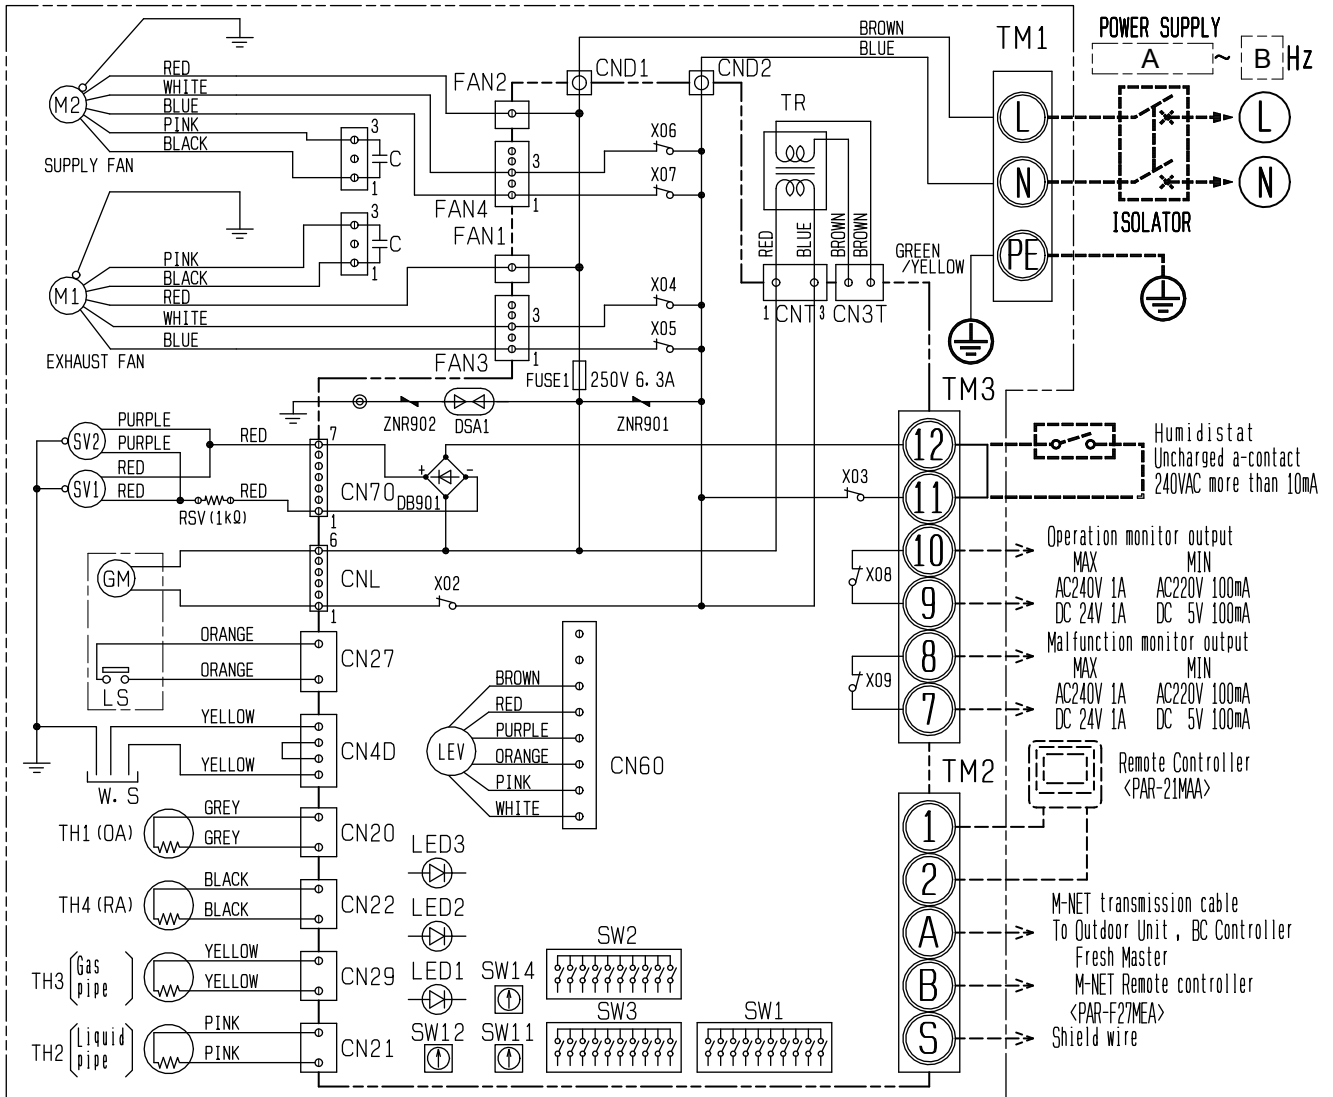 POWER SUPPLY
A ~ B Hz
BROWN
BLUE
TM1
L
N
PE
L
N
ISOLATOR
GREEN
/YELLOW
M2
RED
WHITE
BLUE
PINK
BLACK
SUPPLY FAN
3
C
1
3
C
1
M1
PINK
BLACK
RED
WHITE
BLUE
EXHAUST FAN
FAN2
3
1
FAN4
FAN1
3
1
FAN3
CND1
CND2
X06
X07
X04
X05
TR
RED
BLUE
BROWN
BROWN
1 CNT 3 CN3T
FUSE1
250V 6.3A
ZNR902
DSA1
ZNR901
SV2
PURPLE
PURPLE
RED
SV1
RED
RED
RED
RSV(1kΩ)
7
CN70
1
+
-
DB901
X03
GM
6
CNL
1
X02
ORANGE
ORANGE
LS
CN27
YELLOW
YELLOW
W. S
CN4D
TH1(OA)
GREY
GREY
CN20
TH4(RA)
BLACK
BLACK
CN22
TH3
Gas
pipe
YELLOW
YELLOW
CN29
TH2
Liquid
pipe
PINK
PINK
CN21
LEV
BROWN
RED
PURPLE
ORANGE
PINK
WHITE
CN60
LED3
LED2
LED1
SW14
SW12
SW11
SW2
SW3
SW1
TM3
12
11
10
9
8
7
X08
X09
Humidistat
Uncharged a-contact
240VAC more than 10mA
Operation monitor output
MAX MIN
AC240V 1A AC220V 100mA
DC 24V 1A DC 5V 100mA
Malfunction monitor output
MAX MIN
AC240V 1A AC220V 100mA
DC 24V 1A DC 5V 100mA
TM2
1
2
A
B
S
Remote Controller
<PAR-21MAA>
M-NET transmission cable
To Outdoor Unit , BC Controller
Fresh Master
M-NET Remote controller
<PAR-F27MEA>
Shield wire